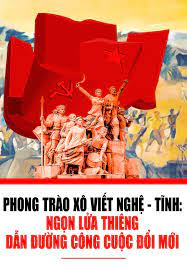 PHONG TRÀO XÔ VIẾT NGHỆ - TĨNH:
NGỌN LỬA THIÊNG
DẪN ĐƯỜNG CÔNG CUỘC ĐỔI MỚI